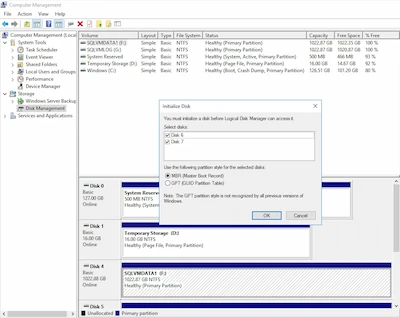 Computer Management
File Action View Help
Computer Management (Local
System Tools
Task Scheduler
Event Viewer
Shared Folders
Local Users and Groups
Performance
Device Manager
Storage
Windows Server Backup
Disk Management
Services and Applications
Volume Layout Type File System Status Capacity Free Space % Free
SQLVMDATA1 (F:) Simple Basic NTFS Healthy (Primary Partition) 1022.87 GB 1022.35 GB 100 %
SQLVMLOG (G:) Simple Basic NTFS Healthy (Primary Partition) 1022.87 GB 1020.67 GB 100 %
System Reserved Simple Basic NTFS Healthy (System, Active, Primary Partition) 500 MB 466 MB 93 %
Temporary Storage (D:) Simple Basic NTFS Healthy (Page File, Primary Partition) 16.00 GB 14.67 GB 92 %
Windows (C:) Simple Basic NTFS Healthy (Boot, Crash Dump, Primary Partition) 126.51 GB 101.20 GB 80 %
Initialize Disk
You must initialize a disk before Logical Disk Manager can access it.
Select disks:
Disk 6
Disk 7
Use the following partition style for the selected disks:
MBR (Master Boot Record)
GPT (GUID Partition Table)
Note: The GPT partition style is not recognized by all previous versions of
Windows.
OK Cancel
Disk 0
Basic
127.00 GB
Online
System Rese
500 MB NTFS
Healthy (Syste
Disk 1
Basic
16.00 GB
Online
Temporary Storage (D:)
16.00 GB NTFS
Healthy (Page File, Primary Partition)
Disk 4
Basic
1022.88 GB
Online
SQLVMDATA1 (F:)
1022.87 GB NTFS
Healthy (Primary Partition)
Disk 5
Unallocated Primary partition